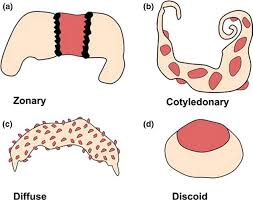 (a)
(b)
Zonary
Cotyledonary
(c)
(d)
Diffuse
Discoid